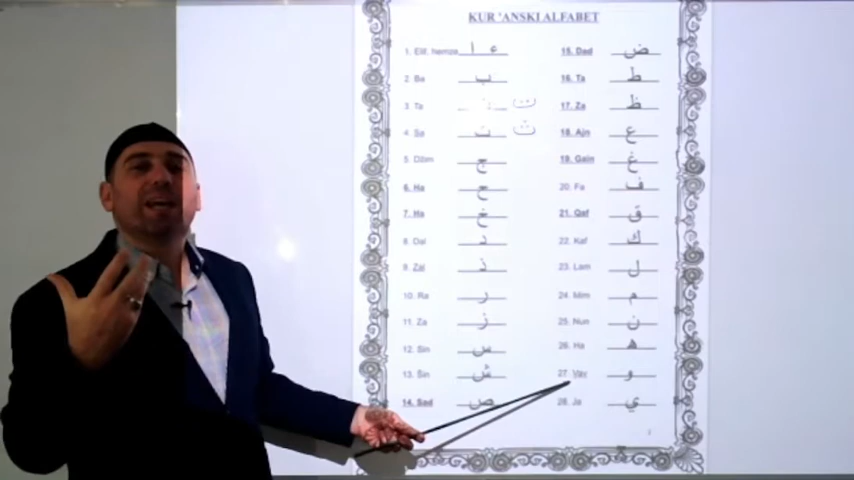 KUR'ANSKI ALFABET
1. Elif, hamza ا ء
2. Ba ب
3. Ta ت
4. Sa ث
5. Džim ج
6. Ha ح
7. Ha خ
8. Dal د
9. Zal ذ
10. Ra ر
11. Za ز
12. Sin س
13. Šin ش
14. Sad ص
15. Dad ض
16. Ta ط
17. Za ظ
18. Ajn ع
19. Gain غ
20. Fa ف
21. Qaf ق
22. Kaf ك
23. Lam ل
24. Mim م
25. Nun ن
26. Ha ه
27. Vav و
28. Ja ي